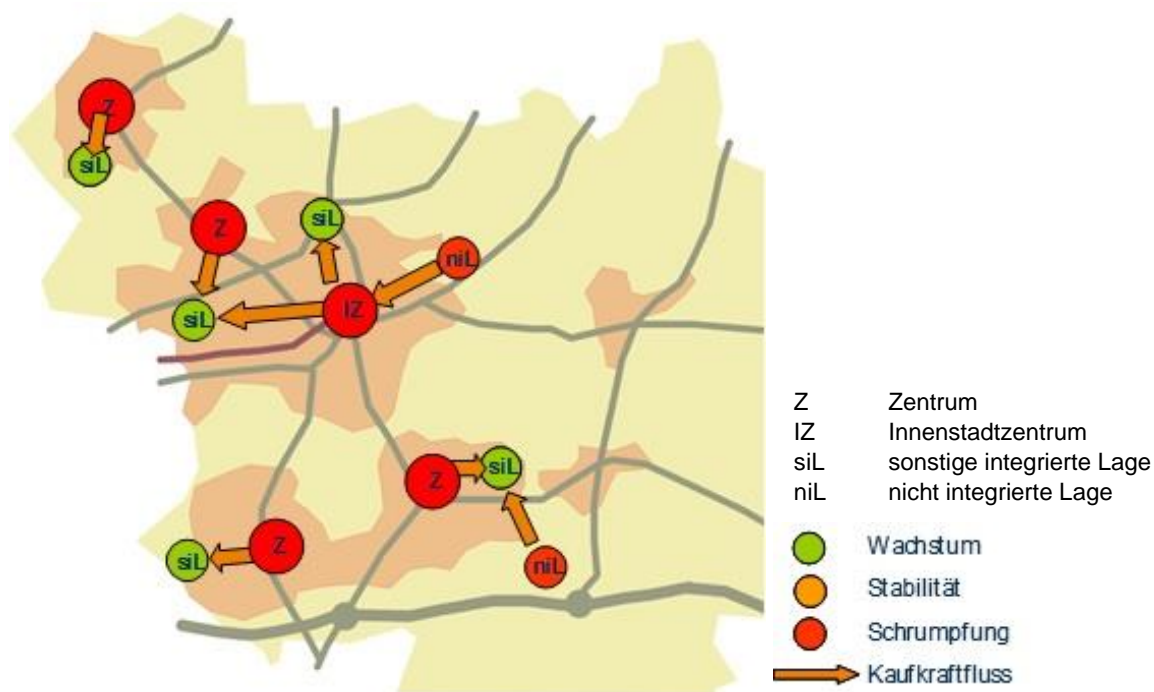 Z
siL
Z
siL
niL
IZ
siL
Z Zentrum
IZ Innenstadtzentrum
siL sonstige integrierte Lage
niL nicht integrierte Lage
Z
siL
Z
siL
niL
Wachstum
Stabilität
Schrumpfung
Kaufkraftfluss